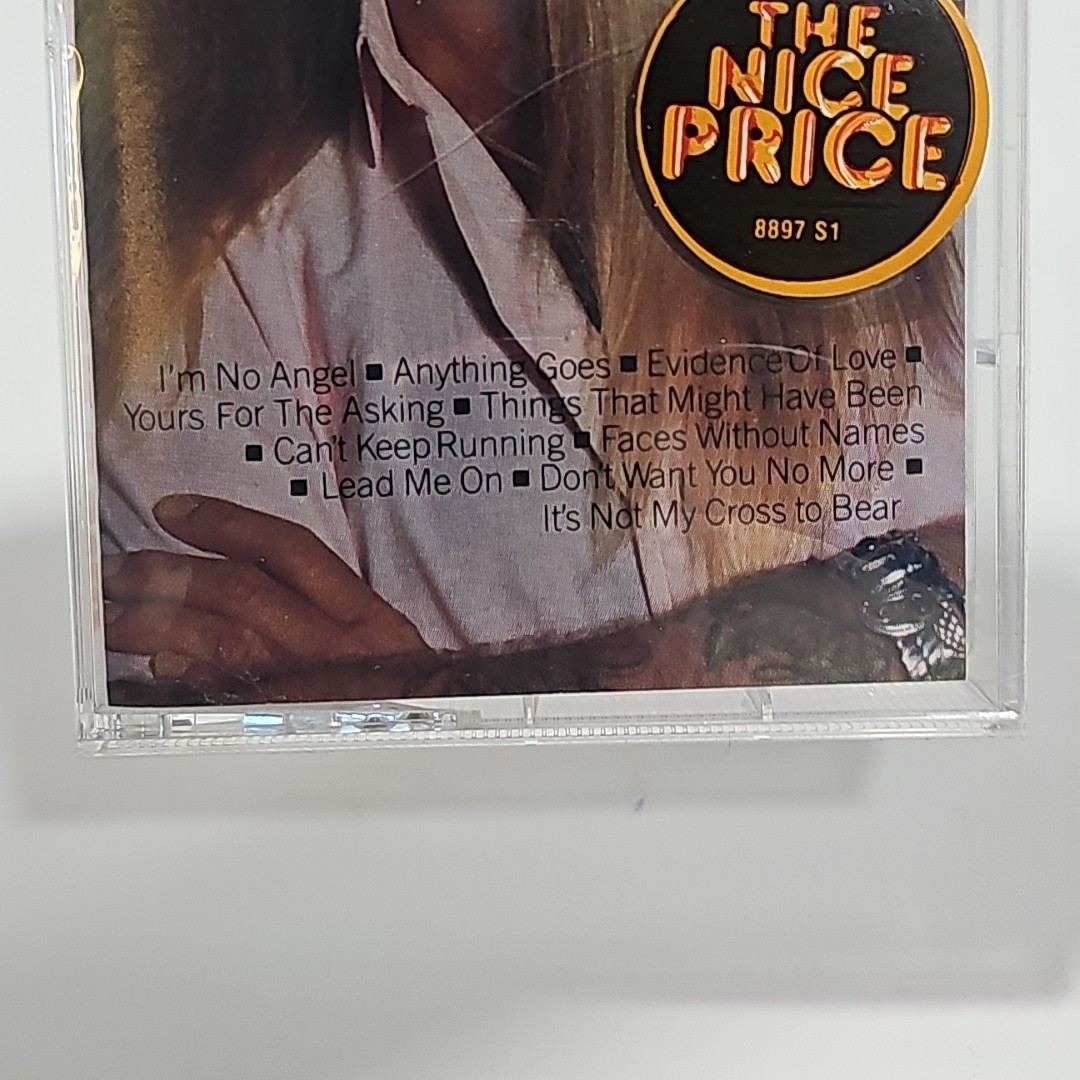 THE
NICE
PRICE
8897 S1
I'm No Angel ■ Anything Goes ■ Evidence Of Love ■
Yours For The Asking ■ Things That Might Have Been
■ Can't Keep Running ■ Faces Without Names
■ Lead Me On ■ Don't Want You No More ■
It's Not My Cross to Bear